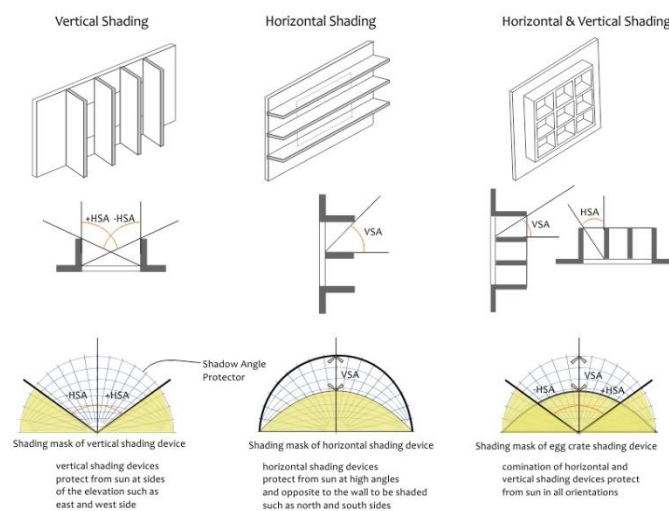 Vertical Shading
Horizontal Shading
Horizontal & Vertical Shading
+HSA -HSA
VSA
VSA
HSA
Shadow Angle
Protector
-HSA
+HSA
VSA
-HSA
VSA
+HSA
Shading mask of vertical shading device
Shading mask of horizontal shading device
Shading mask of egg crate shading device
vertical shading devices
protect from sun at sides
of the elevation such as
east and west side
horizontal shading devices
protect from sun at high angles
and opposite to the wall to be shaded
such as north and south sides
comination of horizontal and
vertical shading devices protect
from sun in all orientations